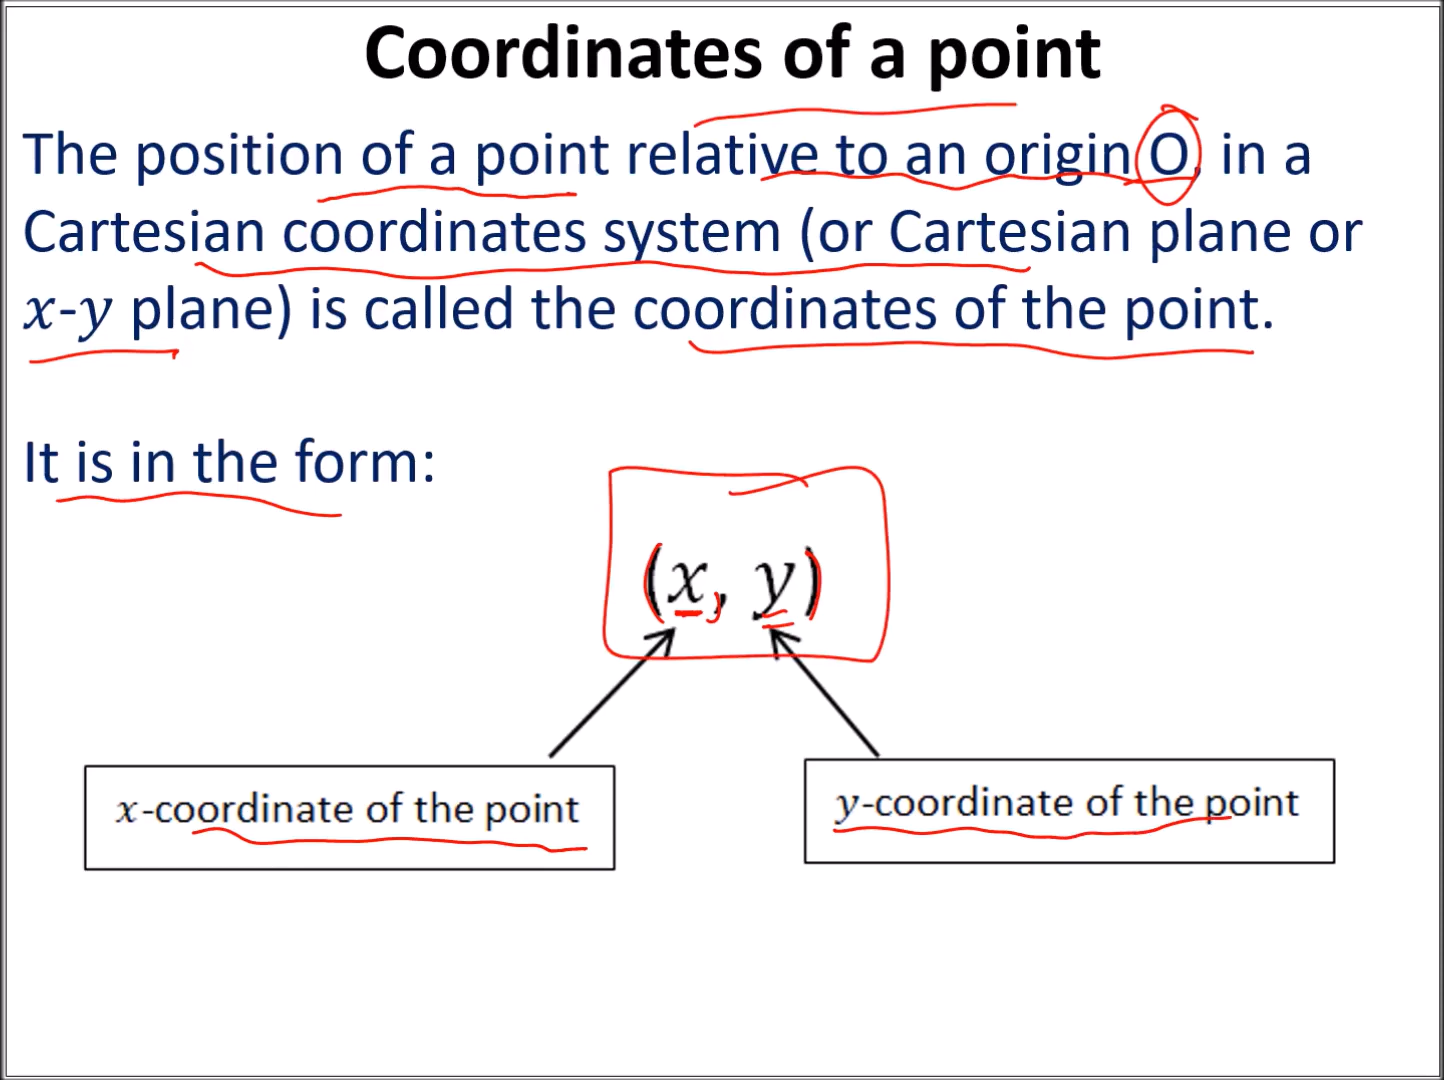 Coordinates of a point
The position of a point relative to an origin O, in a
Cartesian coordinates system (or Cartesian plane or
x-y plane) is called the coordinates of the point.
It is in the form:
(x, y)
x-coordinate of the point
y-coordinate of the point